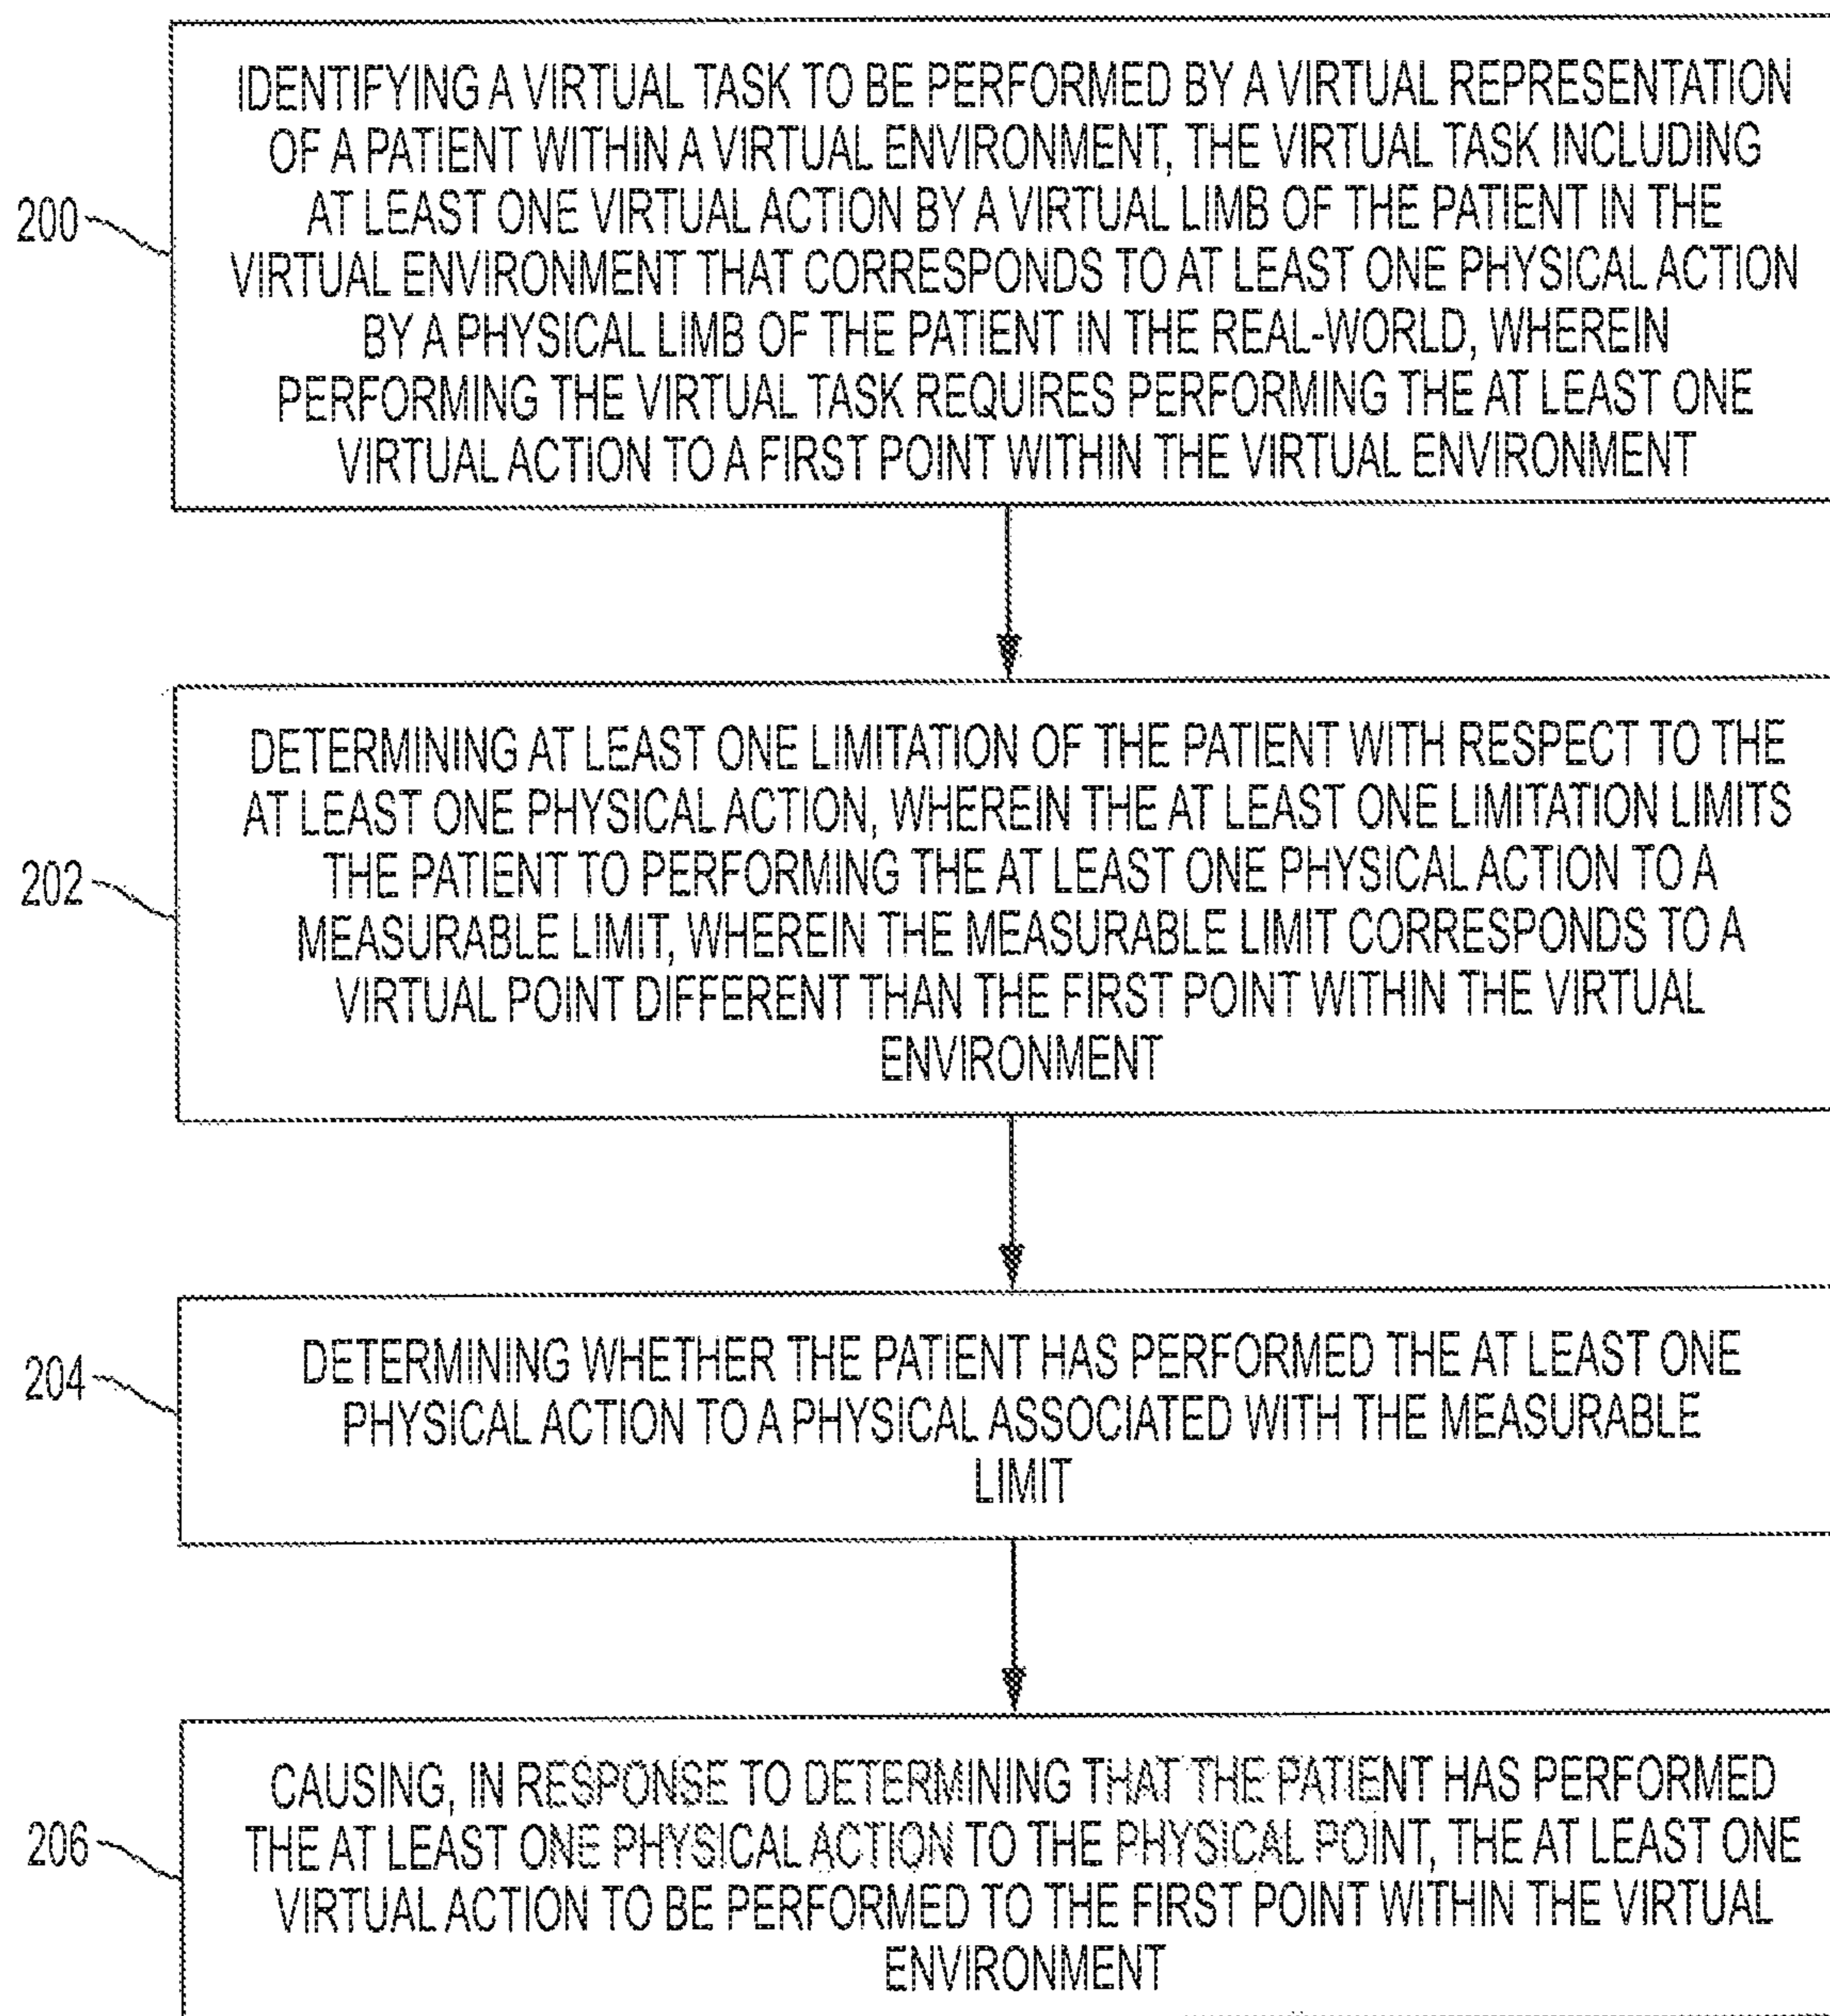 IDENTIFYING A VIRTUAL TASK TO BE PERFORMED BY A VIRTUAL REPRESENTATION
OF A PATIENT WITHIN A VIRTUAL ENVIRONMENT, THE VIRTUAL TASK INCLUDING
AT LEAST ONE VIRTUAL ACTION BY A VIRTUAL LIMB OF THE PATIENT IN THE
200
VIRTUAL ENVIRONMENT THAT CORRESPONDS TO AT LEAST ONE PHYSICAL ACTION
BY A PHYSICAL LIMB OF THE PATIENT IN THE REAL-WORLD, WHEREIN
PERFORMING THE VIRTUAL TASK REQUIRES PERFORMING THE AT LEAST ONE
VIRTUAL ACTION TO A FIRST POINT WITHIN THE VIRTUAL ENVIRONMENT
DETERMINING AT LEAST ONE LIMITATION OF THE PATIENT WITH RESPECT TO THE
AT LEAST ONE PHYSICAL ACTION, WHEREIN THE AT LEAST ONE LIMITATION LIMITS
THE PATIENT TO PERFORMING THE AT LEAST ONE PHYSICAL ACTION TO A
202
MEASURABLE LIMIT, WHEREIN THE MEASURABLE LIMIT CORRESPONDS TO A
VIRTUAL POINT DIFFERENT THAN THE FIRST POINT WITHIN THE VIRTUAL
ENVIRONMENT
DETERMINING WHETHER THE PATIENT HAS PERFORMED THE AT LEAST ONE
204
PHYSICAL ACTION TO A PHYSICAL ASSOCIATED WITH THE MEASURABLE
LIMIT
CAUSING, IN RESPONSE TO DETERMINING THAT THE PATIENT HAS PERFORMED
206
THE AT LEAST ONE PHYSICAL ACTION TO THE PHYSICAL POINT, THE AT LEAST ONE
VIRTUAL ACTION TO BE PERFORMED TO THE FIRST POINT WITHIN THE VIRTUAL
ENVIRONMENT